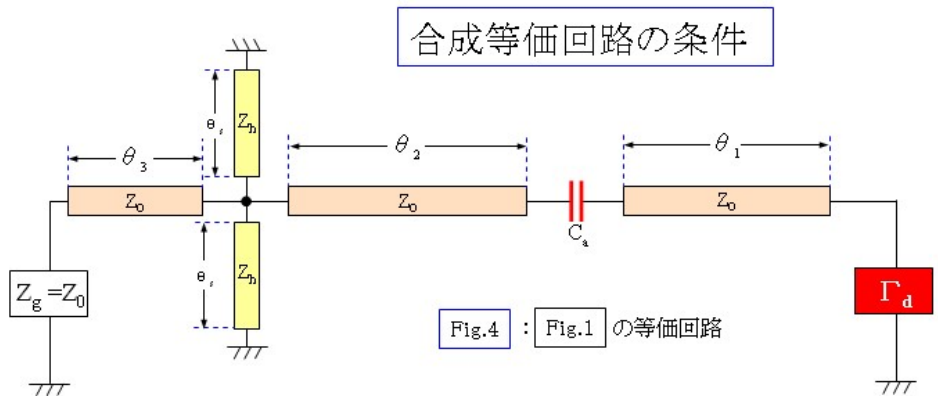 合成等価回路の条件
θs
Zh
θ3
θ2
θ1
Z0
Z0
Z0
Ca
θs
Zh
Zg=Z0
Γd
Fig.4 : Fig.1 の等価回路